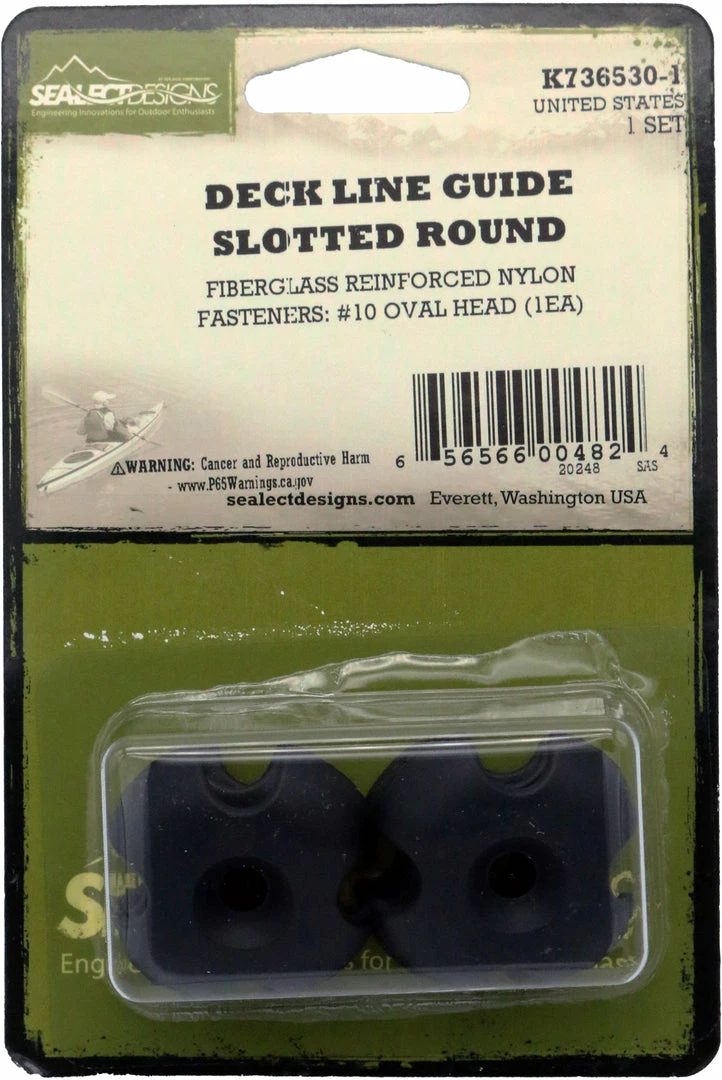 SEALECTDESIGNS
Engineering Innovations for Outdoor Enthusiasts
K736530-1
UNITED STATES
1 SET
DECK LINE GUIDE
SLOTTED ROUND
FIBERGLASS REINFORCED NYLON
FASTENERS: #10 OVAL HEAD (1EA)
6 56566 00482 4
20248 SAS
⚠WARNING: Cancer and Reproductive Harm
- www.P65Warnings.ca.gov
sealectdesigns.com Everett, Washington USA